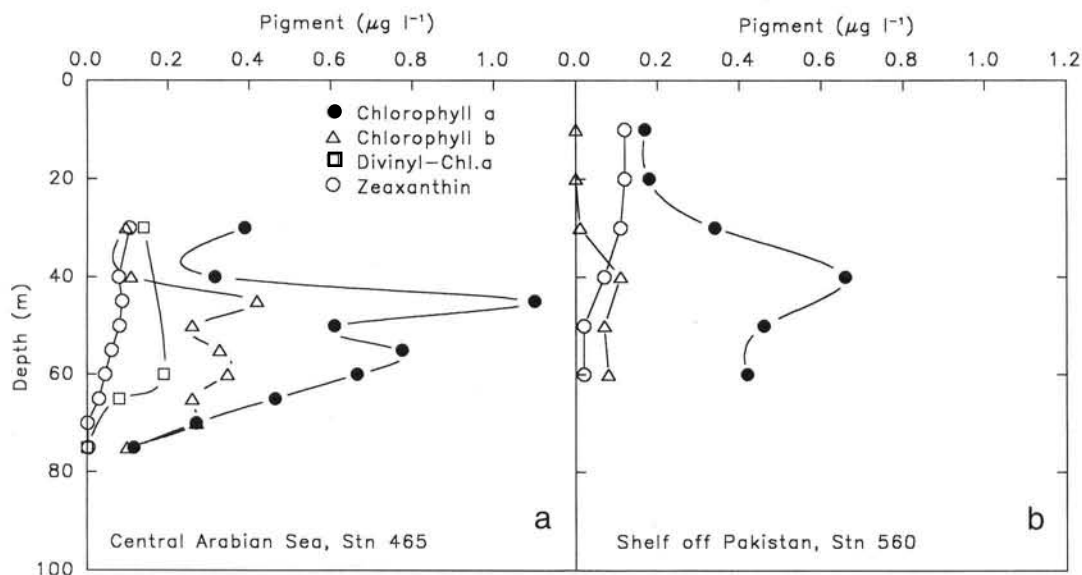 Pigment (μg l⁻¹)
Pigment (μg l⁻¹)
0.0 0.2 0.4 0.6 0.8 1.0
0.0 0.2 0.4 0.6 0.8 1.0 1.2
0
20
40
60
80
100
Depth (m)
Chlorophyll a
Chlorophyll b
Divinyl-Chl.a
Zeaxanthin
a
b
Central Arabian Sea, Stn 465
Shelf off Pakistan, Stn 560